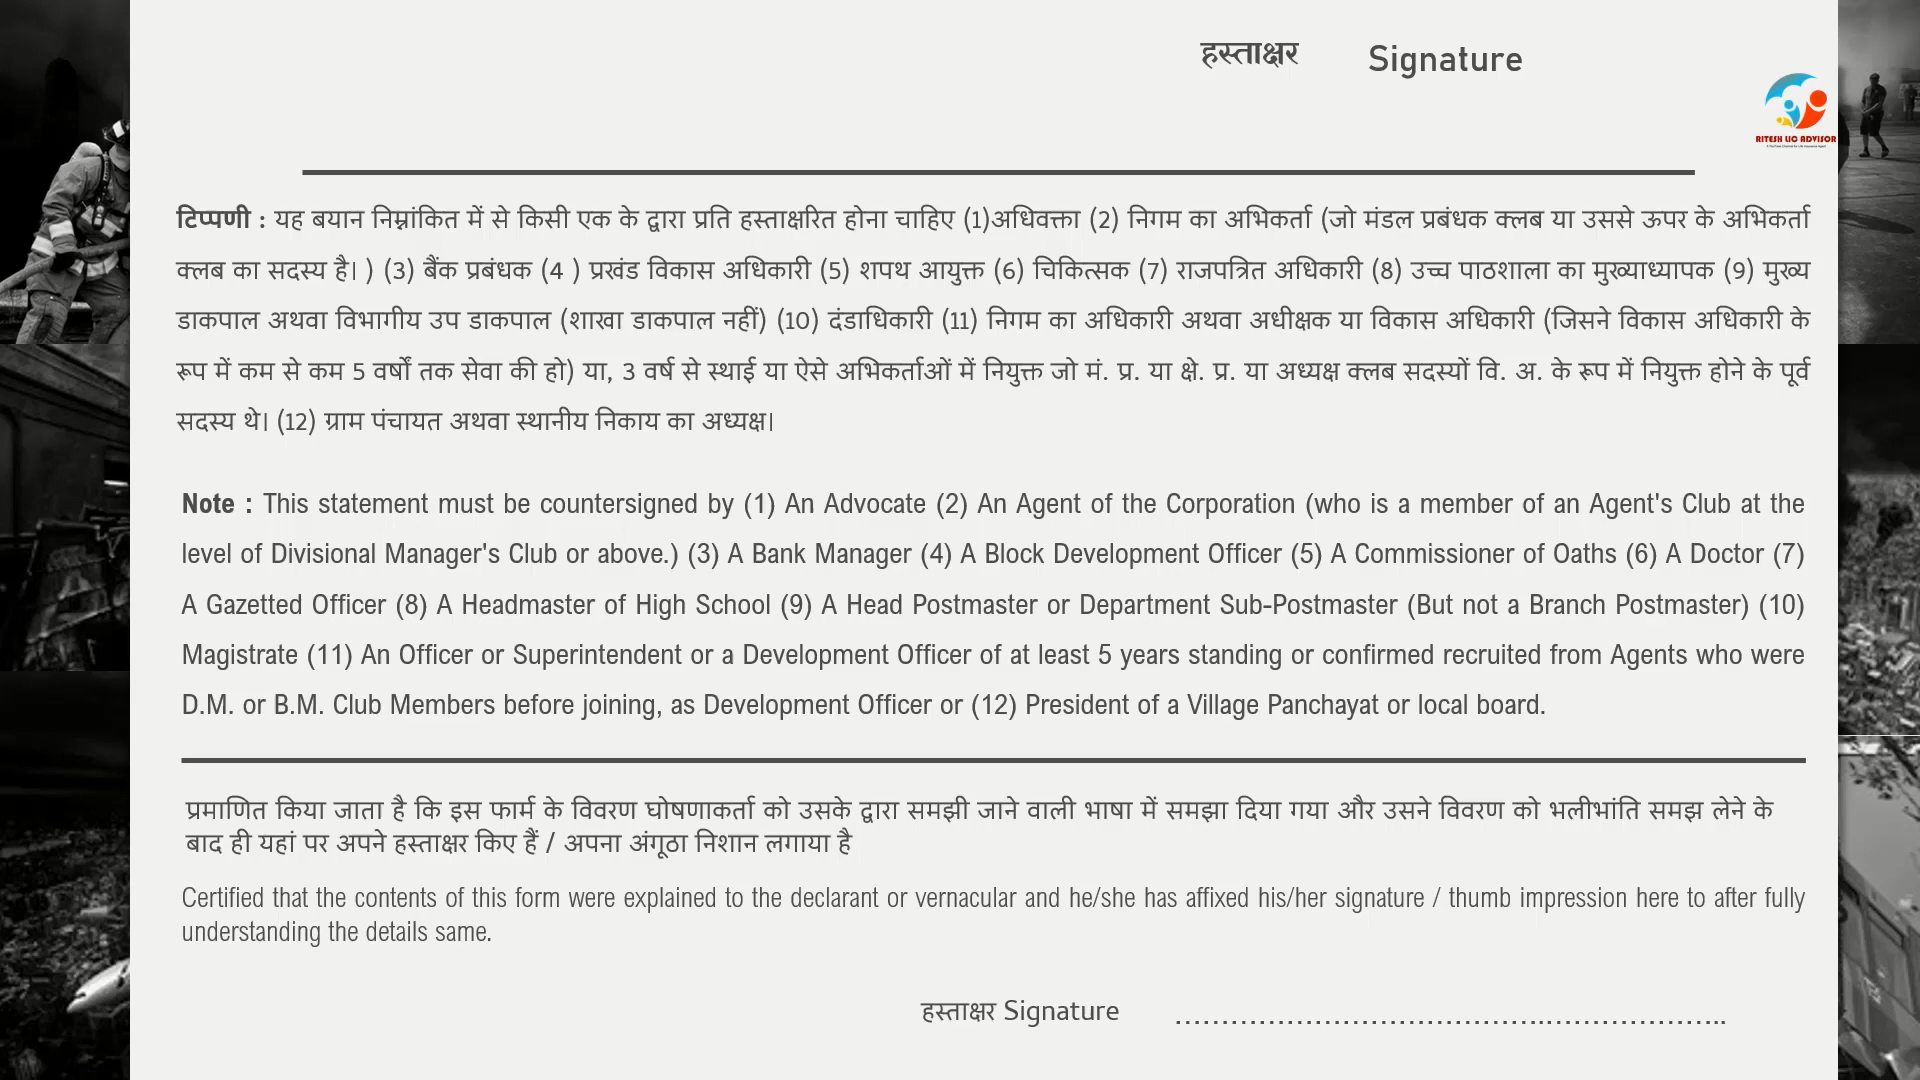 हस्ताक्षर Signature
RITESH LIC ADVISOR
टिप्पणी : यह बयान निम्नांकित में से किसी एक के द्वारा प्रति हस्ताक्षरित होना चाहिए (1)अधिवक्ता (2) निगम का अभिकर्ता (जो मंडल प्रबंधक क्लब या उससे ऊपर के अभिकर्ता
क्लब का सदस्य है। ) (3) बैंक प्रबंधक (4 ) प्रखंड विकास अधिकारी (5) शपथ आयुक्त (6) चिकित्सक (7) राजपत्रित अधिकारी (8) उच्च पाठशाला का मुख्याध्यापक (9) मुख्य
डाकपाल अथवा विभागीय उप डाकपाल (शाखा डाकपाल नहीं) (10) दंडाधिकारी (11) निगम का अधिकारी अथवा अधीक्षक या विकास अधिकारी (जिसने विकास अधिकारी के
रूप में कम से कम 5 वर्षों तक सेवा की हो) या, 3 वर्ष से स्थाई या ऐसे अभिकर्ताओं में नियुक्त जो मं. प्र. या क्षे. प्र. या अध्यक्ष क्लब सदस्यों वि. अ. के रूप में नियुक्त होने के पूर्व
सदस्य थे। (12) ग्राम पंचायत अथवा स्थानीय निकाय का अध्यक्ष।
Note : This statement must be countersigned by (1) An Advocate (2) An Agent of the Corporation (who is a member of an Agent's Club at the
level of Divisional Manager's Club or above.) (3) A Bank Manager (4) A Block Development Officer (5) A Commissioner of Oaths (6) A Doctor (7)
A Gazetted Officer (8) A Headmaster of High School (9) A Head Postmaster or Department Sub-Postmaster (But not a Branch Postmaster) (10)
Magistrate (11) An Officer or Superintendent or a Development Officer of at least 5 years standing or confirmed recruited from Agents who were
D.M. or B.M. Club Members before joining, as Development Officer or (12) President of a Village Panchayat or local board.
प्रमाणित किया जाता है कि इस फार्म के विवरण घोषणाकर्ता को उसके द्वारा समझी जाने वाली भाषा में समझा दिया गया और उसने विवरण को भलीभांति समझ लेने के
बाद ही यहां पर अपने हस्ताक्षर किए हैं / अपना अंगूठा निशान लगाया है
Certified that the contents of this form were explained to the declarant or vernacular and he/she has affixed his/her signature / thumb impression here to after fully
understanding the details same.
हस्ताक्षर Signature ………………………………………………………..